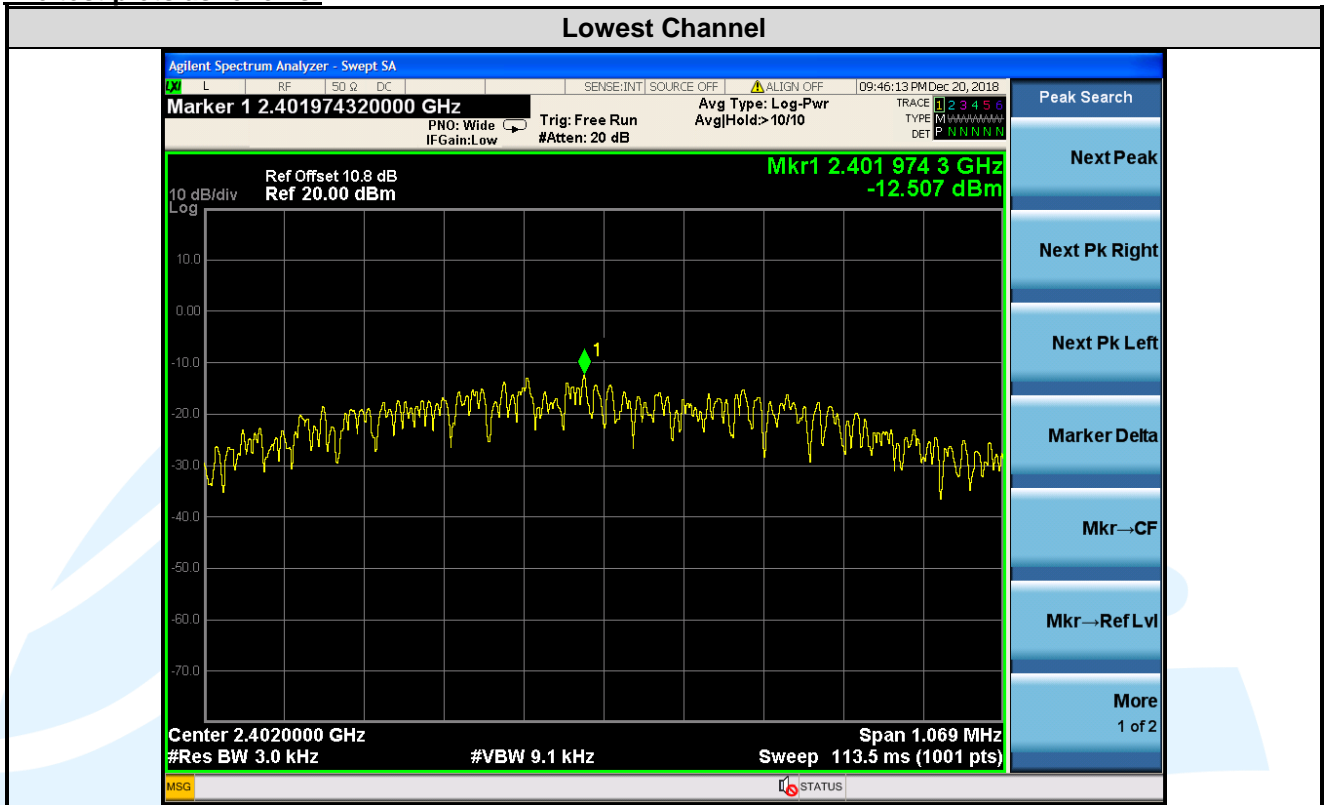 Lowest Channel
Agilent Spectrum Analyzer - Swept SA
LXI L RF 50 Ω DC SENSE:INT SOURCE OFF ALIGN OFF 09:46:13 PM Dec 20, 2018
Marker 1 2.401974320000 GHz
PNO: Wide
IFGain:Low
Trig: Free Run
#Atten: 20 dB
Avg Type: Log-Pwr
Avg|Hold:> 10/10
TRACE 1 2 3 4 5 6
TYPE M
DET P N N N N N
Mkr1 2.401 974 3 GHz
-12.507 dBm
Ref Offset 10.8 dB
10 dB/div Ref 20.00 dBm
Log
10.0
0.00
1
-10.0
-20.0
-30.0
-40.0
-50.0
-60.0
-70.0
Center 2.4020000 GHz Span 1.069 MHz
#Res BW 3.0 kHz #VBW 9.1 kHz Sweep 113.5 ms (1001 pts)
MSG STATUS
Peak Search
Next Peak
Next Pk Right
Next Pk Left
Marker Delta
Mkr→CF
Mkr→Ref Lvl
More
1 of 2